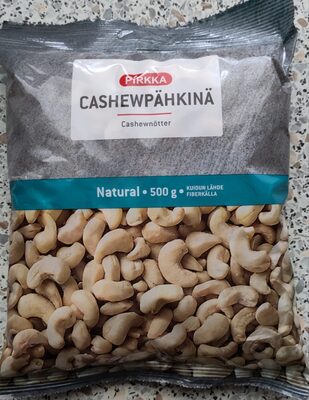 PIRKKA
CASHEWPÄHKINÄ
Cashewnötter
Natural • 500 g • KUIDUN LÄHDE
FIBERKÄLLA